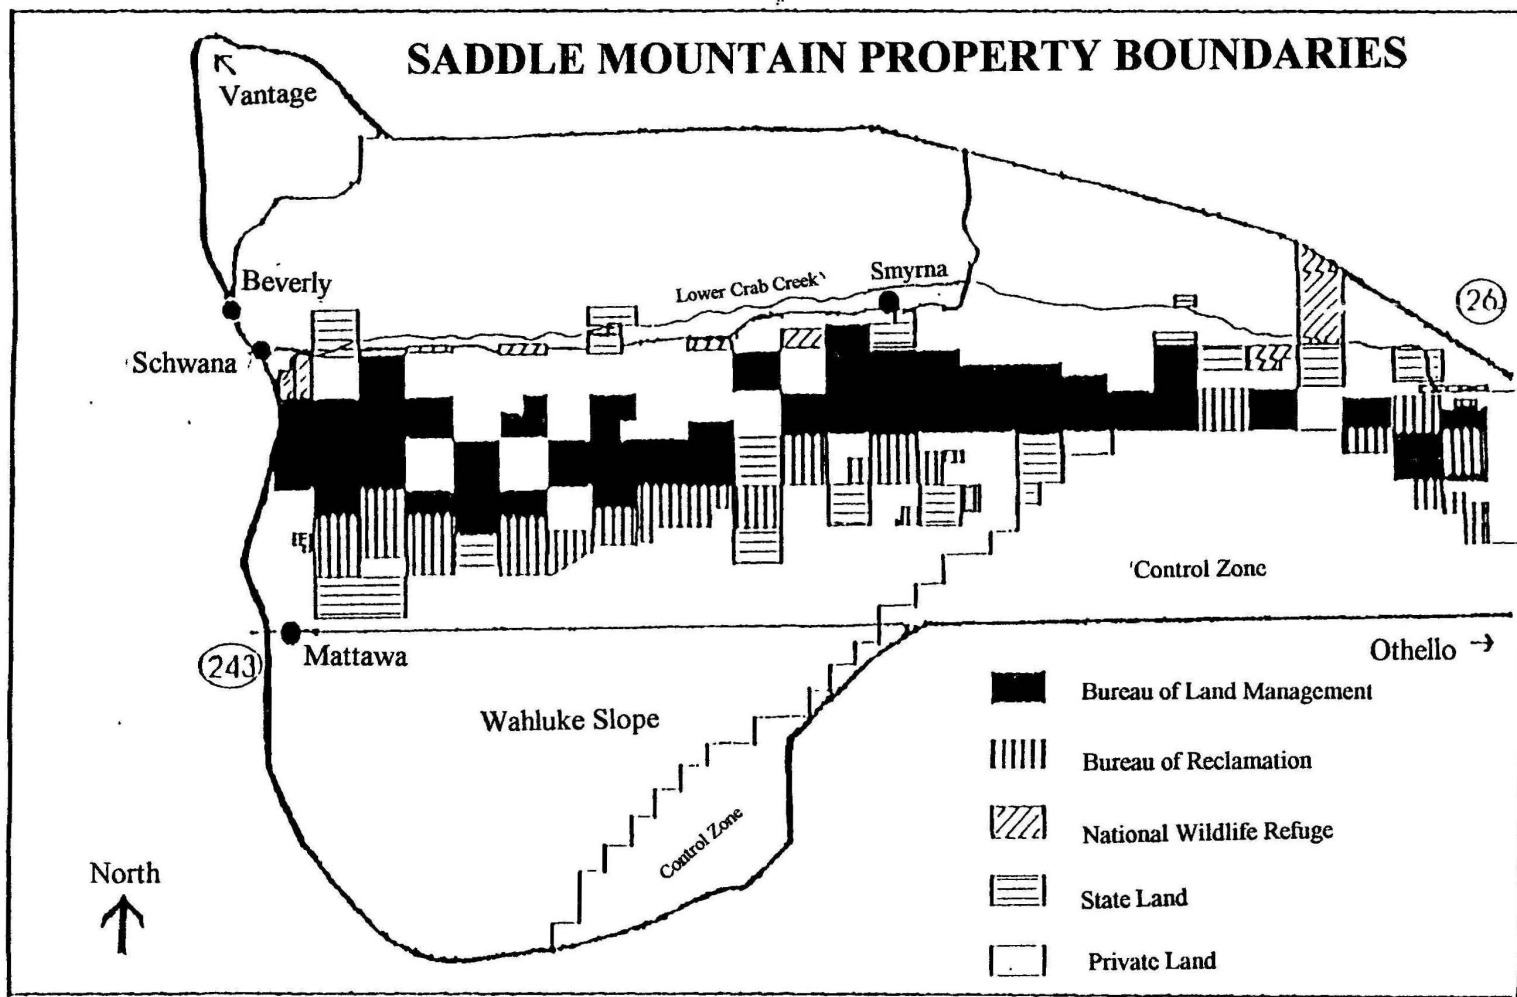 SADDLE MOUNTAIN PROPERTY BOUNDARIES
Vantage
Beverly
Lower Crab Creek
Smyrna
26
Schwana
Control Zone
243
Mattawa
Othello
Wahluke Slope
Control Zone
Bureau of Land Management
Bureau of Reclamation
National Wildlife Refuge
State Land
Private Land
North